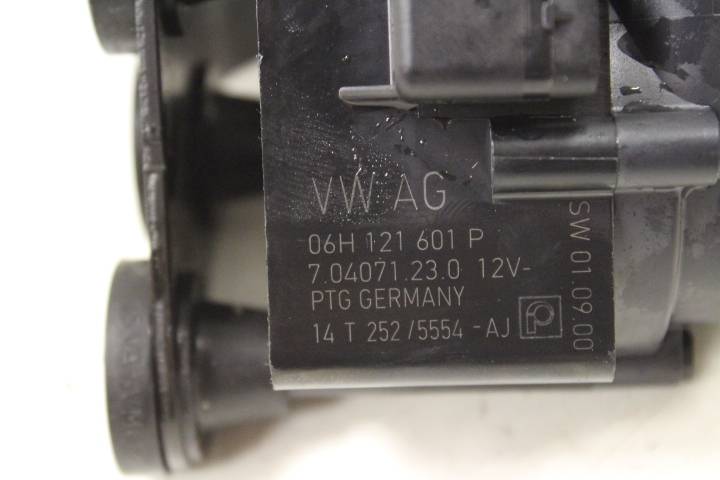 VW AG
06H 121 601 P
7.04071.23.0 12V-
PTG GERMANY
14 T 252 /5554 -AJ
SW 01.09.00